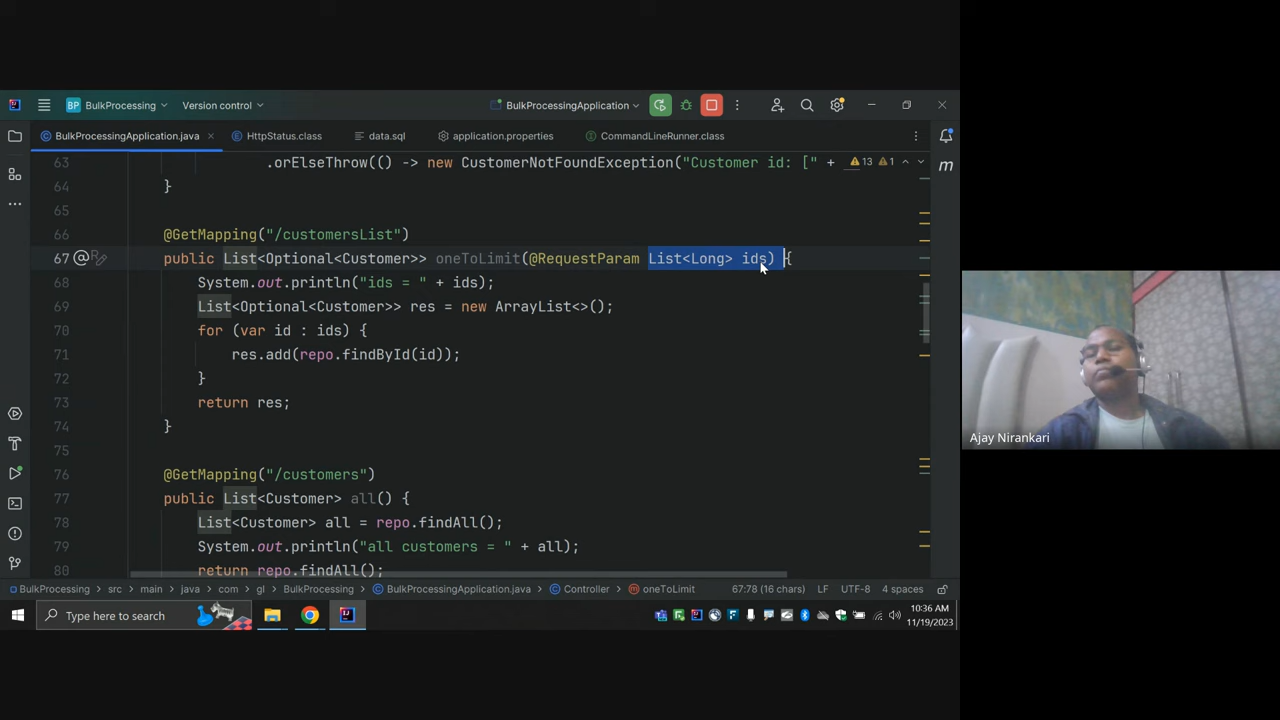 BP BulkProcessing Version control BulkProcessingApplication
BulkProcessingApplication.java HttpStatus.class data.sql application.properties CommandLineRunner.class
63 .orElseThrow(() -> new CustomerNotFoundException("Customer id: [" + 13 1
64 }
65
66 @GetMapping("/customersList")
67 public List<Optional<Customer>> oneToLimit(@RequestParam List<Long> ids) {
68 System.out.println("ids = " + ids);
69 List<Optional<Customer>> res = new ArrayList<>();
70 for (var id : ids) {
71 res.add(repo.findById(id));
72 }
73 return res;
74 }
75
76 @GetMapping("/customers")
77 public List<Customer> all() {
78 List<Customer> all = repo.findAll();
79 System.out.println("all customers = " + all);
80 return repo.findAll();
BulkProcessing > src > main > java > com > gl > BulkProcessing > BulkProcessingApplication.java > Controller > oneToLimit 67:78 (16 chars) LF UTF-8 4 spaces
Type here to search
10:36 AM
11/19/2023
Ajay Nirankari